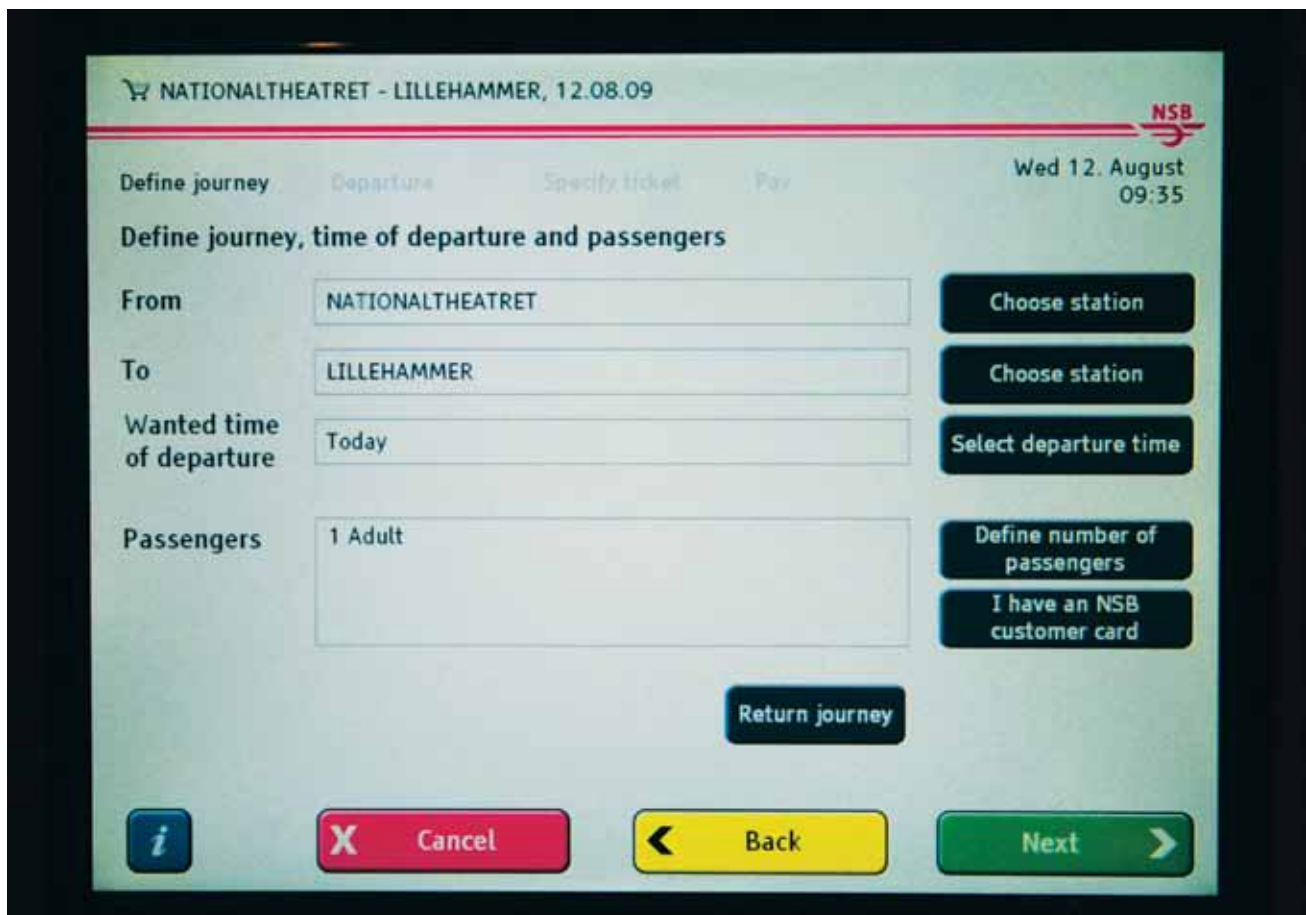 NATIONALTHEATRET - LILLEHAMMER, 12.08.09
NSB
Define journey Departure Specify ticket Pay
Wed 12. August
09:35
Define journey, time of departure and passengers
From NATIONALTHEATRET Choose station
To LILLEHAMMER Choose station
Wanted time
of departure
Today
Select departure time
Passengers
1 Adult
Define number of
passengers
I have an NSB
customer card
Return journey
i X Cancel Back Next